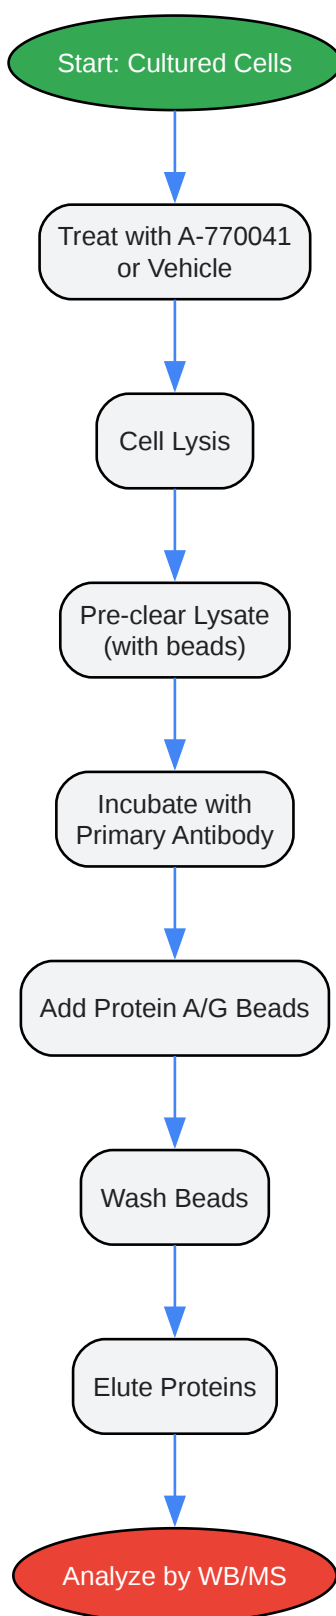 Start: Cultured Cells
Treat with A-770041
or Vehicle
Cell Lysis
Pre-clear Lysate
(with beads)
Incubate with
Primary Antibody
Add Protein A/G Beads
Wash Beads
Elute Proteins
Analyze by WB/MS